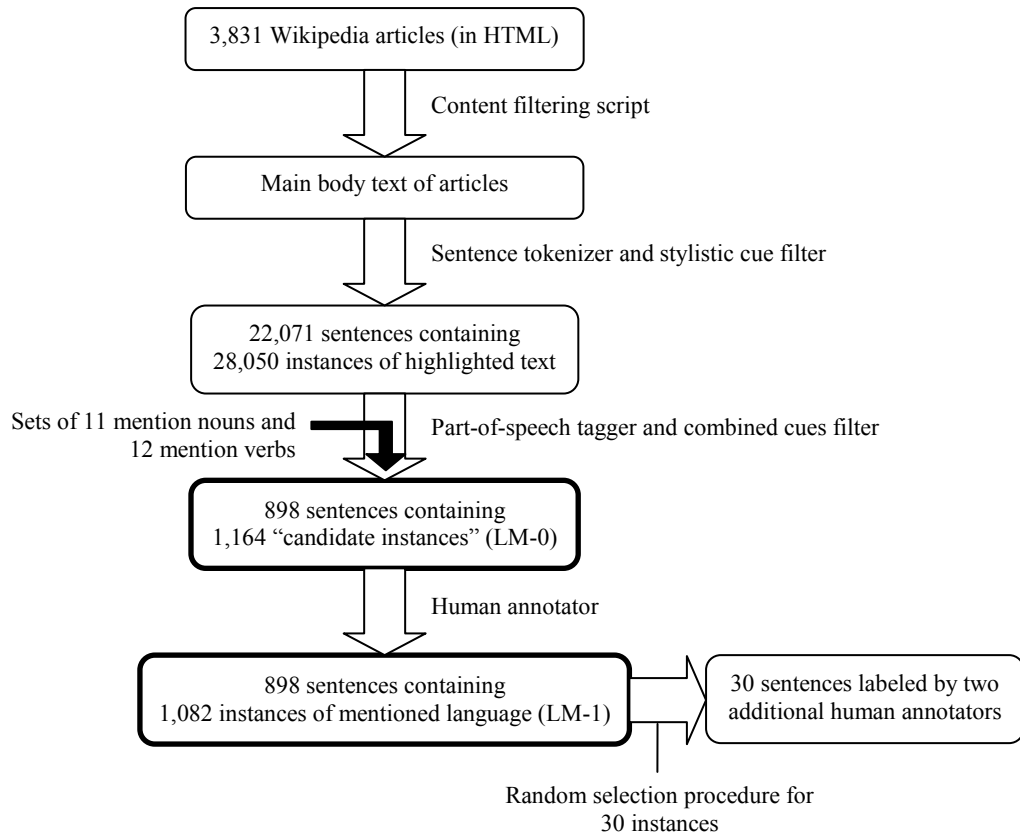 3,831 Wikipedia articles (in HTML)
Content filtering script
Main body text of articles
Sentence tokenizer and stylistic cue filter
22,071 sentences containing
28,050 instances of highlighted text
Sets of 11 mention nouns and
12 mention verbs
Part-of-speech tagger and combined cues filter
898 sentences containing
1,164 “candidate instances” (LM-0)
Human annotator
898 sentences containing
1,082 instances of mentioned language (LM-1)
30 sentences labeled by two
additional human annotators
Random selection procedure for
30 instances